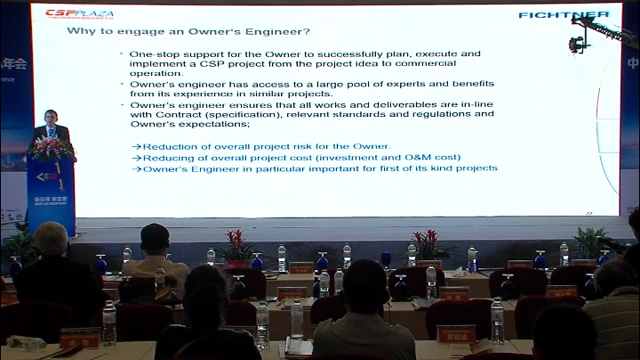 CSPPLAZA
FICHTNER
Why to engage an Owner's Engineer?
• One-stop support for the Owner to successfully plan, execute and
implement a CSP project from the project idea to commercial
operation.
• Owner's engineer has access to a large pool of experts and benefits
from its experience in similar projects.
• Owner's engineer ensures that all works and deliverables are in-line
with Contract (specification), relevant standards and regulations and
Owner's expectations;
→Reduction of overall project risk for the Owner.
→Reducing of overall project cost (investment and O&M cost)
→Owner's Engineer in particular important for first of its kind projects
年会
中